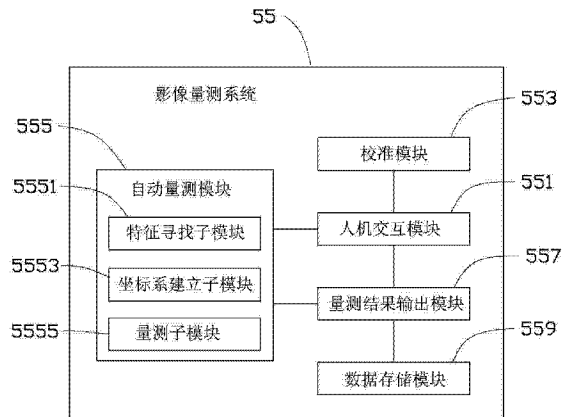 55
影像量测系统
553
555
校准模块
自动量测模块
5551
551
特征寻找子模块
人机交互模块
5553
557
坐标系建立子模块
量测结果输出模块
5555
量测子模块
559
数据存储模块